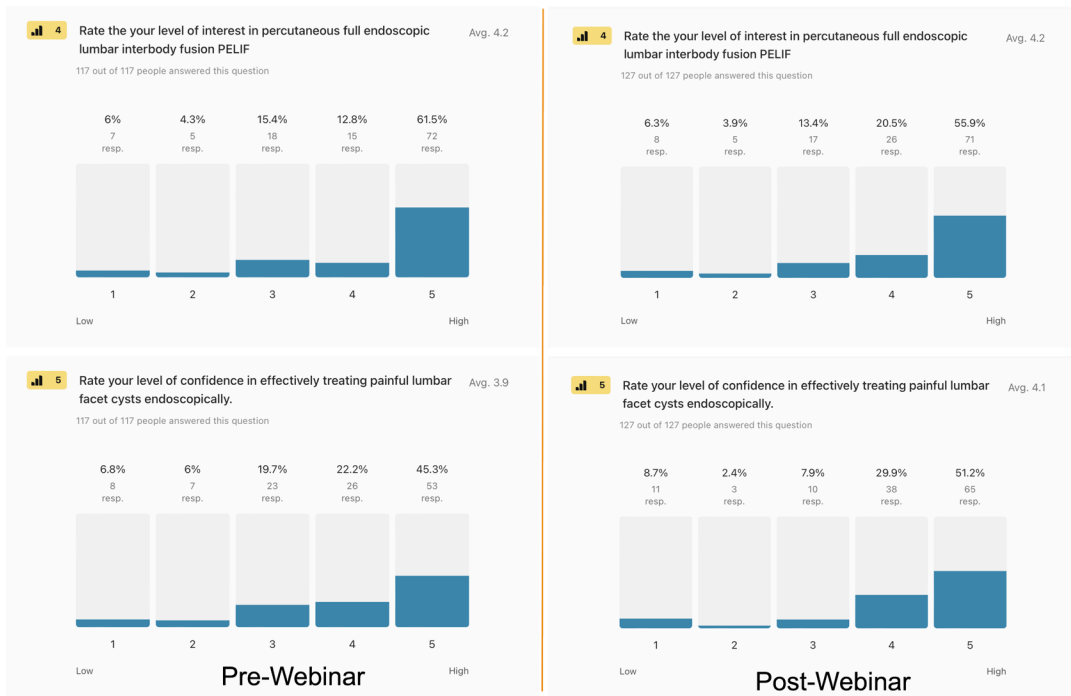 4 Rate the your level of interest in percutaneous full endoscopic
lumbar interbody fusion PELIF
Avg. 4.2
117 out of 117 people answered this question
6% 4.3% 15.4% 12.8% 61.5%
7 5 18 15 72
resp. resp. resp. resp. resp.
1 2 3 4 5
Low High
4 Rate the your level of interest in percutaneous full endoscopic
lumbar interbody fusion PELIF
Avg. 4.2
127 out of 127 people answered this question
6.3% 3.9% 13.4% 20.5% 55.9%
8 5 17 26 71
resp. resp. resp. resp. resp.
1 2 3 4 5
Low High
5 Rate your level of confidence in effectively treating painful lumbar
facet cysts endoscopically.
Avg. 3.9
117 out of 117 people answered this question
6.8% 6% 19.7% 22.2% 45.3%
8 7 23 26 53
resp. resp. resp. resp. resp.
1 2 3 4 5
Low High
Pre-Webinar
5 Rate your level of confidence in effectively treating painful lumbar
facet cysts endoscopically.
Avg. 4.1
127 out of 127 people answered this question
8.7% 2.4% 7.9% 29.9% 51.2%
11 3 10 38 65
resp. resp. resp. resp. resp.
1 2 3 4 5
Low High
Post-Webinar